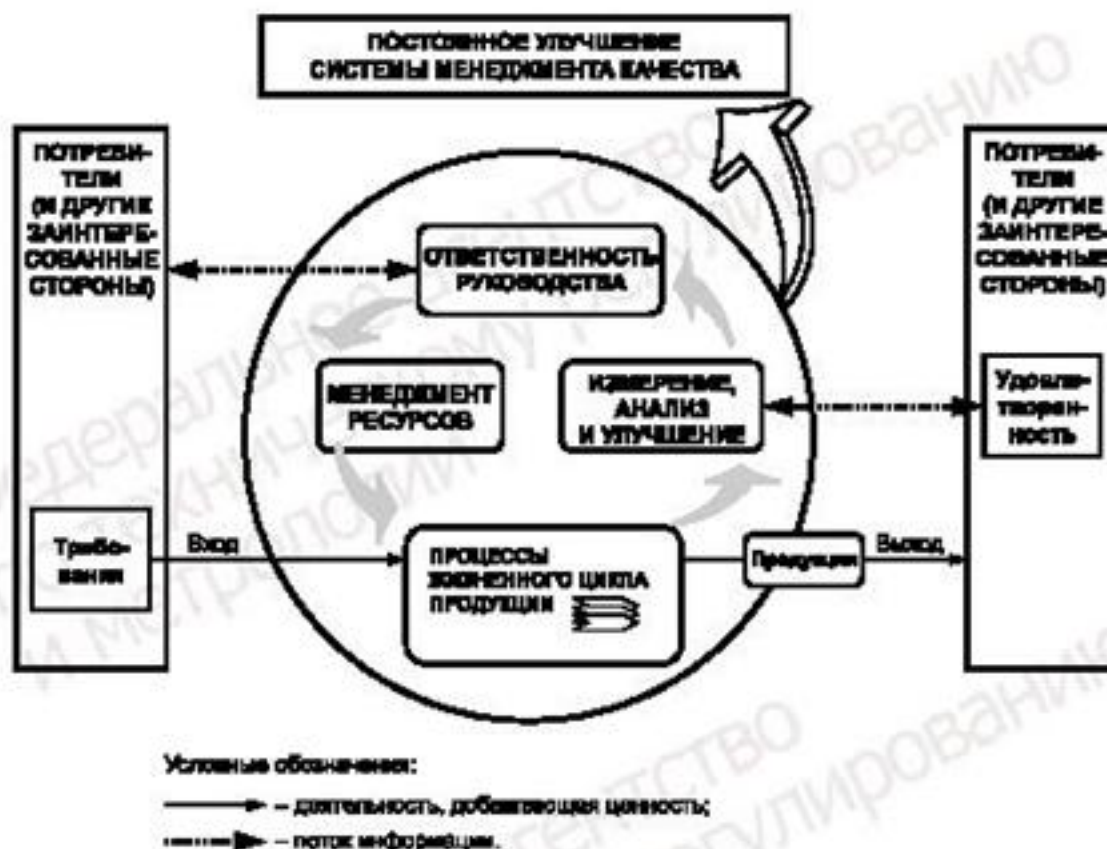 ПОСТОЯННОЕ УЛУЧШЕНИЕ
СИСТЕМЫ МЕНЕДЖМЕНТА КАЧЕСТВА
ПОТРЕБИ-
ТЕЛИ
(И ДРУГИЕ
ЗАИНТЕРЕ-
СОВАННЫЕ
СТОРОНЫ)
ПОТРЕБИ-
ТЕЛИ
(И ДРУГИЕ
ЗАИНТЕРЕ-
СОВАННЫЕ
СТОРОНЫ)
ОТВЕТСТВЕННОСТЬ
РУКОВОДСТВА
МЕНЕДЖМЕНТ
РЕСУРСОВ
ИЗМЕРЕНИЕ,
АНАЛИЗ
И УЛУЧШЕНИЕ
Удовле-
творен-
ность
Требо-
вания
Вход
ПРОЦЕССЫ
ЖИЗНЕННОГО ЦИКЛА
ПРОДУКЦИИ
Продукция
Выход
Условные обозначения:
– деятельность, добавляющая ценность;
– поток информации.